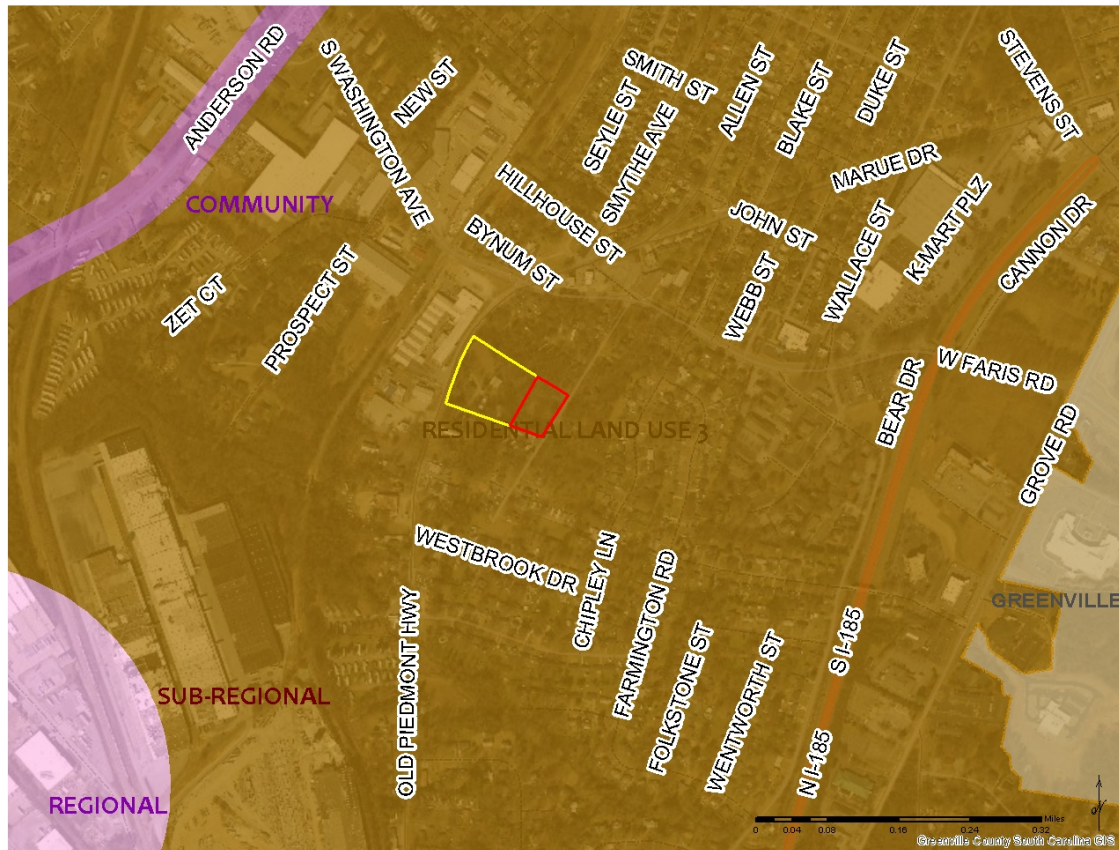 ANDERSON RD
S WASHINGTON AVE
NEW ST
SMITH ST
SEYLE ST
SMYTHE AVE
ALLEN ST
BLAKE ST
DUKE ST
STEVENS ST
MARUE DR
COMMUNITY
HILLHOUSE ST
BYNUM ST
JOHN ST
WEBB ST
WALLACE ST
K-MART PLZ
CANNON DR
ZET CT
PROSPECT ST
BEAR DR
W FARIS RD
GROVE RD
RESIDENTIAL LAND USE 3
WESTBROOK DR
CHIPLEY LN
FARMINGTON RD
OLD PIEDMONT HWY
FOLKSTONE ST
WENTWORTH ST
S I-185
N I-185
GREENVILLE
SUB-REGIONAL
REGIONAL
Miles
0 0.04 0.08 0.16 0.24 0.32
Greenville County South Carolina GIS